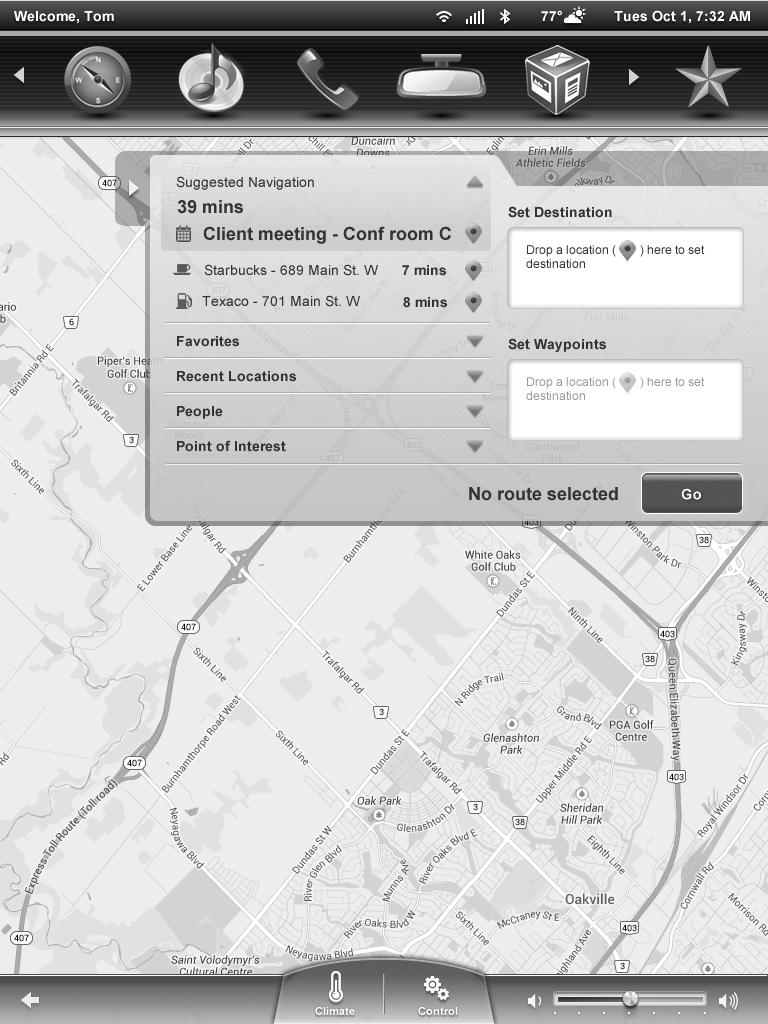 Welcome, Tom
77°
Tues Oct 1, 7:32 AM
N
W
E
S
Duncairn
Downs
Erin Mills
Athletic Fields
407
Suggested Navigation
39 mins
Client meeting - Conf room C
Starbucks - 689 Main St. W
7 mins
Texaco - 701 Main St. W
8 mins
Favorites
Recent Locations
People
Point of Interest
Set Destination
Drop a location ( ) here to set
destination
Set Waypoints
Drop a location ( ) here to set
destination
No route selected
Go
6
Britannia Rd E
Piper's Heath
Golf Club
Trafalgar Rd
3
Sixth Line
407
403
Erin Mills
Garthwood
Park
403
38
Trafalgar Rd
E Lower Base Line
Burnhamthorpe Rd E
White Oaks
Golf Club
Dundas St E
Winston Park Dr
Ninth Line
403
38
Kingsway Dr
407
Sixth Line
Trafalgar Rd
3
N Ridge Trail
Grand Blvd
PGA Golf
Centre
Queen Elizabeth Way
Glenashton
Park
Burnhamthorpe Road West
Sixth Line
Dundas St E
Trafalgar Rd
Upper Middle Rd E
407
403
Express Toll Route (Toll road)
Oak Park
3
Glenashton Dr
38
Sheridan
Hill Park
Royal Windsor Dr
Neyagawa Blvd
Dundas St W
River Glen Blvd
Munns Ave
River Oaks Blvd E
Eighth Line
Cornwall Rd
Oakville
River Oaks Blvd W
McCraney St E
Sixth Line
403
407
Neyagawa Blvd
Saint Volodymyr's
Cultural Centre
3
Climate
Control